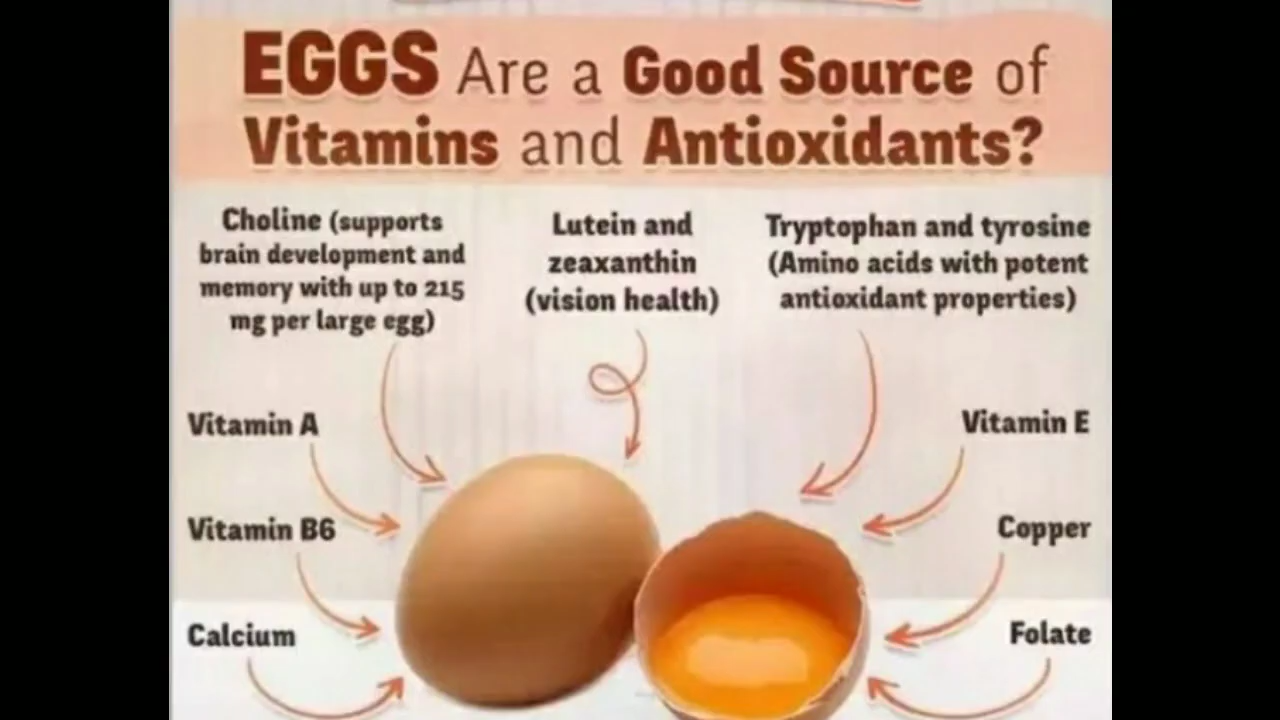 EGGS Are a Good Source of
Vitamins and Antioxidants?
Choline (supports
brain development and
memory with up to 215
mg per large egg)
Lutein and
zeaxanthin
(vision health)
Tryptophan and tyrosine
(Amino acids with potent
antioxidant properties)
Vitamin A
Vitamin E
Vitamin B6
Copper
Calcium
Folate